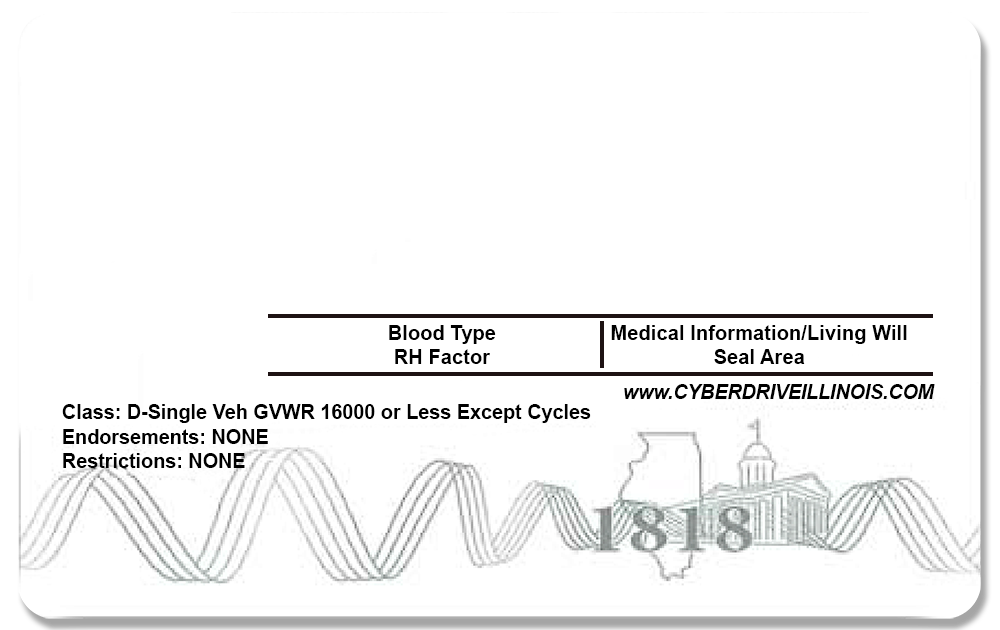 Blood Type
RH Factor
Medical Information/Living Will
Seal Area
www.CYBERDRIVEILLINOIS.COM
Class: D-Single Veh GVWR 16000 or Less Except Cycles
Endorsements: NONE
Restrictions: NONE
1818